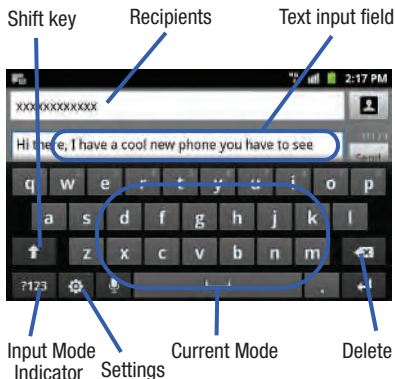 Shift key Recipients Text input field
2:17 PM
xxxxxxxxxxxx
Hi there, I have a cool new phone you have to see
Send
q w e r t y u i o p
a s d f g h j k l
z x c v b n m
?123 .
Input Mode Indicator Settings Current Mode Delete